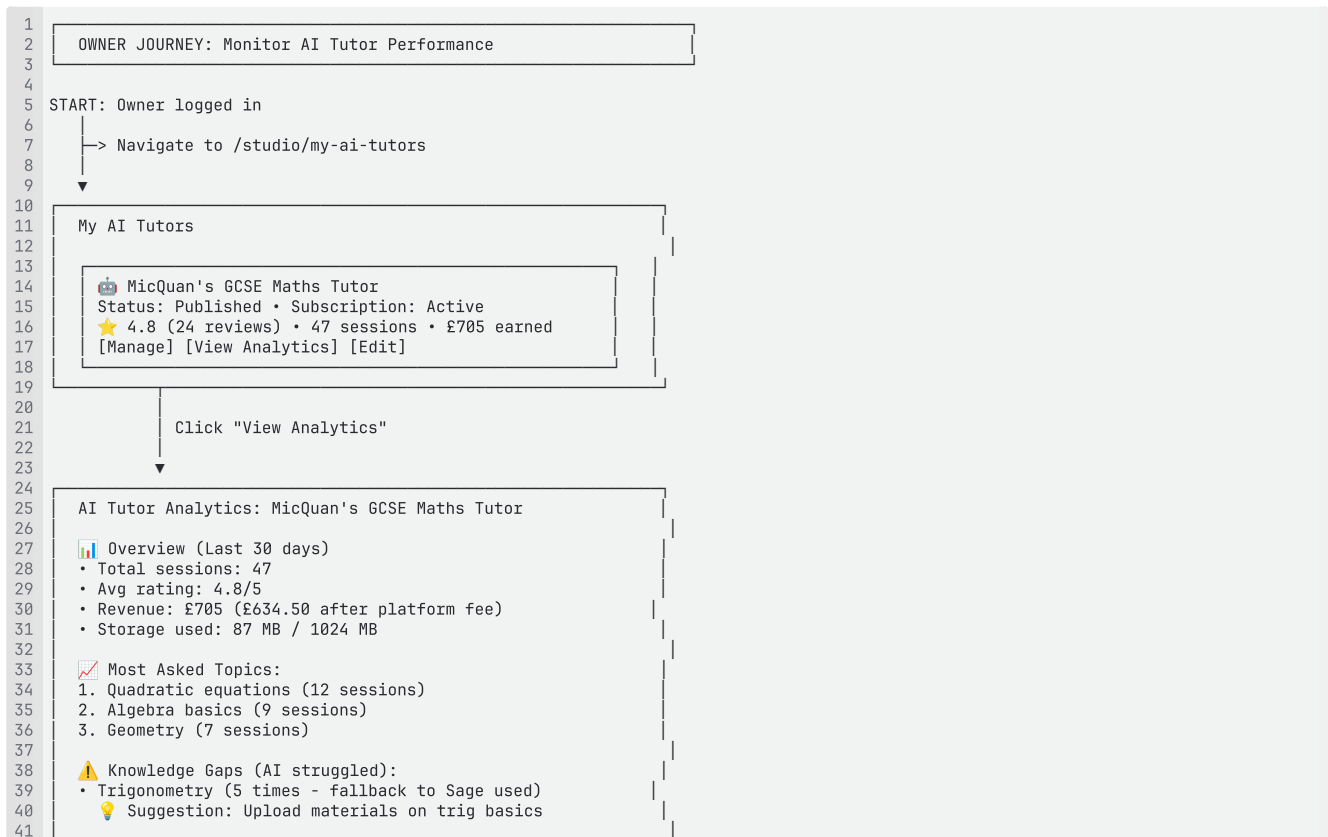 1
2 OWNER JOURNEY: Monitor AI Tutor Performance
3
4
5 START: Owner logged in
6
7 ├─> Navigate to /studio/my-ai-tutors
8
9 ▼
10
11 My AI Tutors
12
13
14 🤖 MicQuan's GCSE Maths Tutor
15 Status: Published • Subscription: Active
16 ⭐ 4.8 (24 reviews) • 47 sessions • £705 earned
17 [Manage] [View Analytics] [Edit]
18
19
20
21 Click "View Analytics"
22
23 ▼
24
25 AI Tutor Analytics: MicQuan's GCSE Maths Tutor
26
27 📊 Overview (Last 30 days)
28 • Total sessions: 47
29 • Avg rating: 4.8/5
30 • Revenue: £705 (£634.50 after platform fee)
31 • Storage used: 87 MB / 1024 MB
32
33 📈 Most Asked Topics:
34 1. Quadratic equations (12 sessions)
35 2. Algebra basics (9 sessions)
36 3. Geometry (7 sessions)
37
38 ⚠️ Knowledge Gaps (AI struggled):
39 • Trigonometry (5 times - fallback to Sage used)
40 💡 Suggestion: Upload materials on trig basics
41